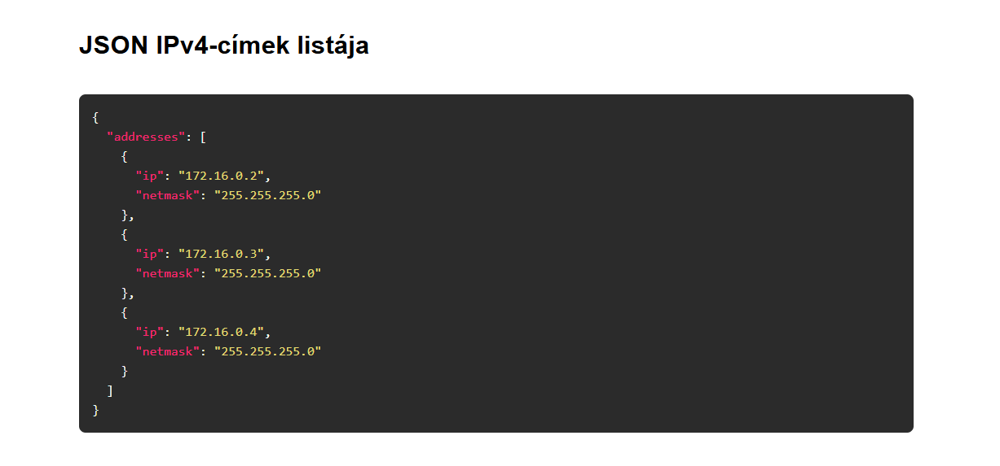 JSON IPv4-címek listája
{
  "addresses": [
    {
      "ip": "172.16.0.2",
      "netmask": "255.255.255.0"
    },
    {
      "ip": "172.16.0.3",
      "netmask": "255.255.255.0"
    },
    {
      "ip": "172.16.0.4",
      "netmask": "255.255.255.0"
    }
  ]
}